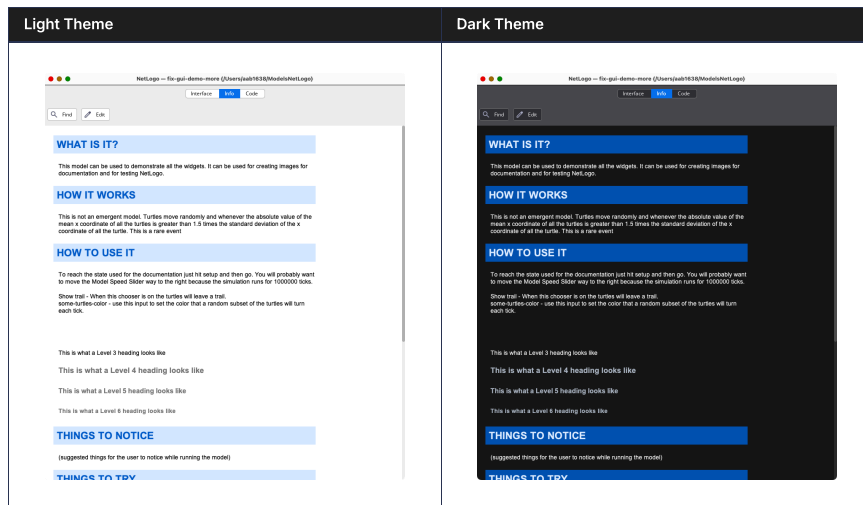 Light Theme
Dark Theme
NetLogo — fix-gui-demo-more (/Users/aab1638/ModelsNetLogo)
Interface Info Code
Find Edit
WHAT IS IT?
This model can be used to demonstrate all the widgets. It can be used for creating images for
documentation and for testing NetLogo.
HOW IT WORKS
This is not an emergent model. Turtles move randomly and whenever the absolute value of the
mean x coordinate of all the turtles is greater than 1.5 times the standard deviation of the x
coordinate of all the turtle. This is a rare event
HOW TO USE IT
To reach the state used for the documentation just hit setup and then go. You will probably want
to move the Model Speed Slider way to the right because the simulation runs for 1000000 ticks.
Show trail - When this chooser is on the turtles will leave a trail.
some-turtles-color - use this input to set the color that a random subset of the turtles will turn
each tick.
This is what a Level 3 heading looks like
This is what a Level 4 heading looks like
This is what a Level 5 heading looks like
This is what a Level 6 heading looks like
THINGS TO NOTICE
(suggested things for the user to notice while running the model)
THINGS TO TRY
NetLogo — fix-gui-demo-more (/Users/aab1638/ModelsNetLogo)
Interface Info Code
Find Edit
WHAT IS IT?
This model can be used to demonstrate all the widgets. It can be used for creating images for
documentation and for testing NetLogo.
HOW IT WORKS
This is not an emergent model. Turtles move randomly and whenever the absolute value of the
mean x coordinate of all the turtles is greater than 1.5 times the standard deviation of the x
coordinate of all the turtle. This is a rare event
HOW TO USE IT
To reach the state used for the documentation just hit setup and then go. You will probably want
to move the Model Speed Slider way to the right because the simulation runs for 1000000 ticks.
Show trail - When this chooser is on the turtles will leave a trail.
some-turtles-color - use this input to set the color that a random subset of the turtles will turn
each tick.
This is what a Level 3 heading looks like
This is what a Level 4 heading looks like
This is what a Level 5 heading looks like
This is what a Level 6 heading looks like
THINGS TO NOTICE
(suggested things for the user to notice while running the model)
THINGS TO TRY